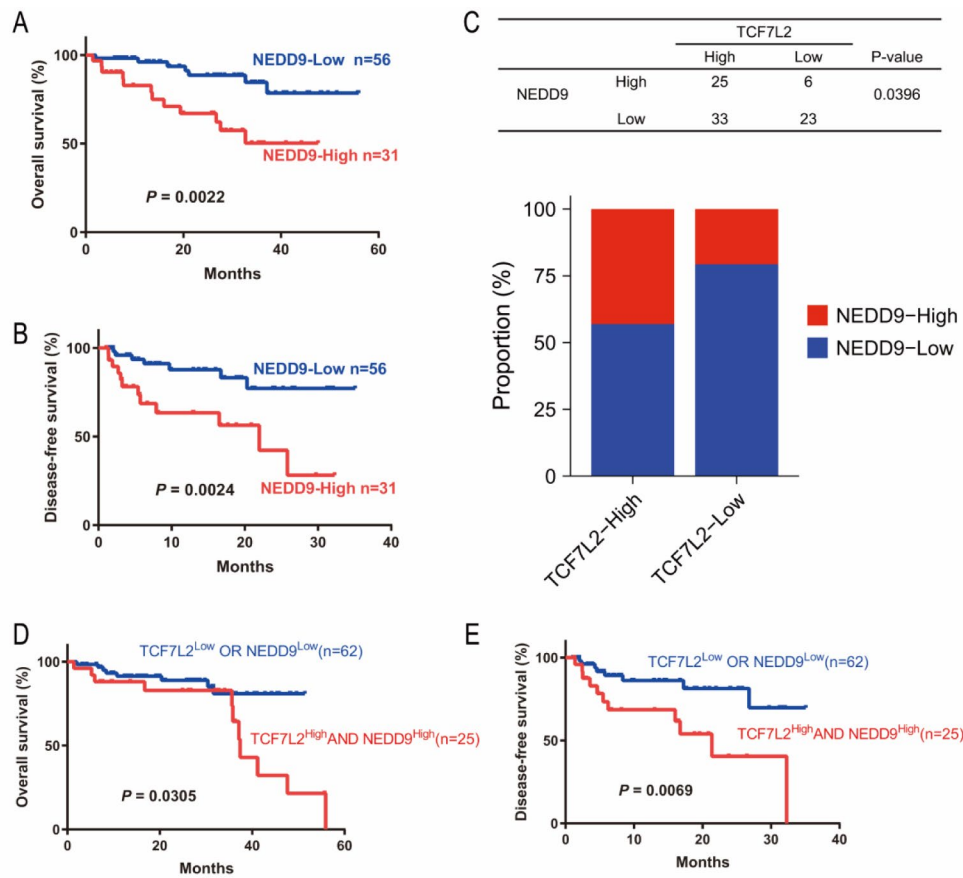 A
Overall survival (%)
100
50
0
0 20 40 60
Months
NEDD9-Low n=56
NEDD9-High n=31
P = 0.0022
B
Disease-free survival (%)
100
50
0
0 10 20 30 40
Months
NEDD9-Low n=56
NEDD9-High n=31
P = 0.0024
C
TCF7L2
High Low P-value
NEDD9 High 25 6 0.0396
Low 33 23
Proportion (%)
100
75
50
25
0
TCF7L2−High
TCF7L2−Low
NEDD9−High
NEDD9−Low
D
Overall survival (%)
100
50
0
0 20 40 60
Months
TCF7L2Low OR NEDD9Low(n=62)
TCF7L2HighAND NEDD9High(n=25)
P = 0.0305
E
Disease-free survival (%)
100
50
0
0 10 20 30 40
Months
TCF7L2Low OR NEDD9Low(n=62)
TCF7L2HighAND NEDD9High(n=25)
P = 0.0069